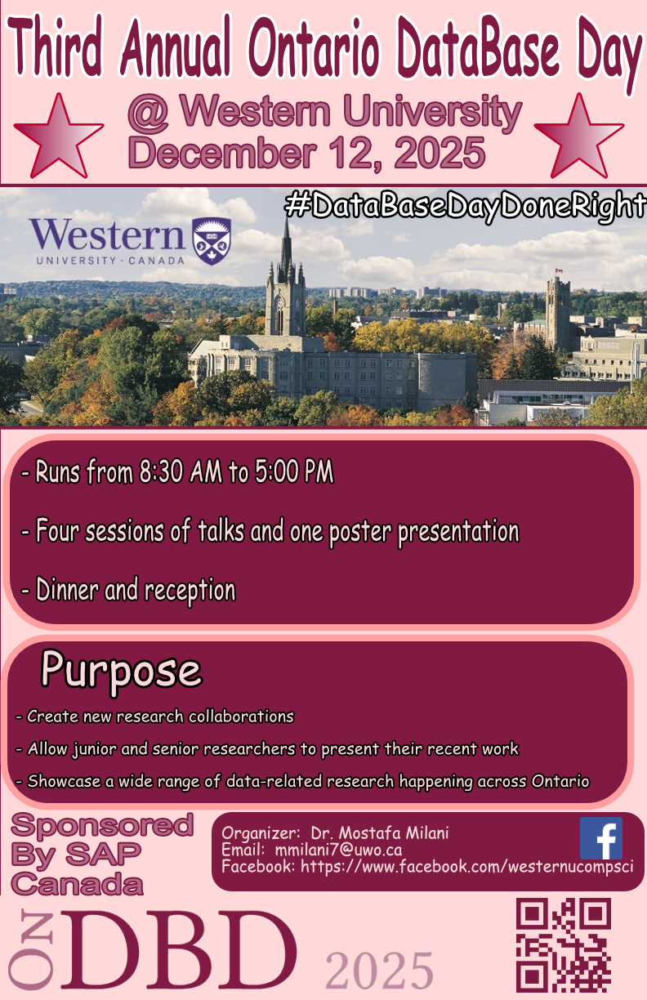 Third Annual Ontario DataBase Day
@ Western University
December 12, 2025
#DataBaseDayDoneRight
Western
UNIVERSITY · CANADA
- Runs from 8:30 AM to 5:00 PM
- Four sessions of talks and one poster presentation
- Dinner and reception
Purpose
- Create new research collaborations
- Allow junior and senior researchers to present their recent work
- Showcase a wide range of data-related research happening across Ontario
Sponsored
By SAP
Canada
Organizer: Dr. Mostafa Milani
Email: mmilani7@uwo.ca
Facebook: https://www.facebook.com/westernucompsci
f
ON DBD 2025